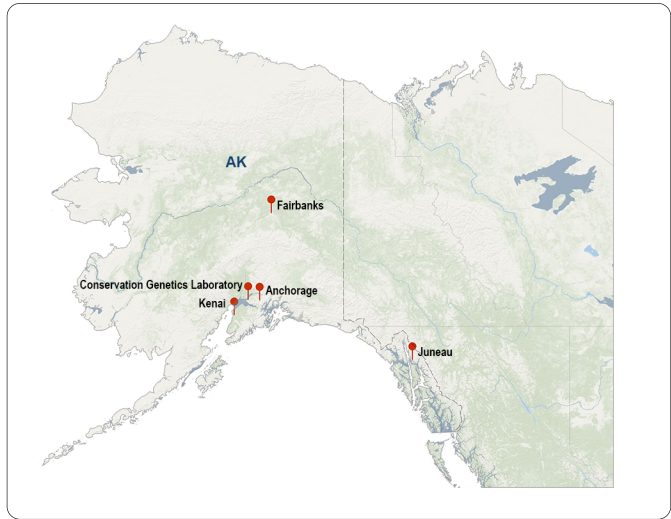 AK
Fairbanks
Conservation Genetics Laboratory
Anchorage
Kenai
Juneau